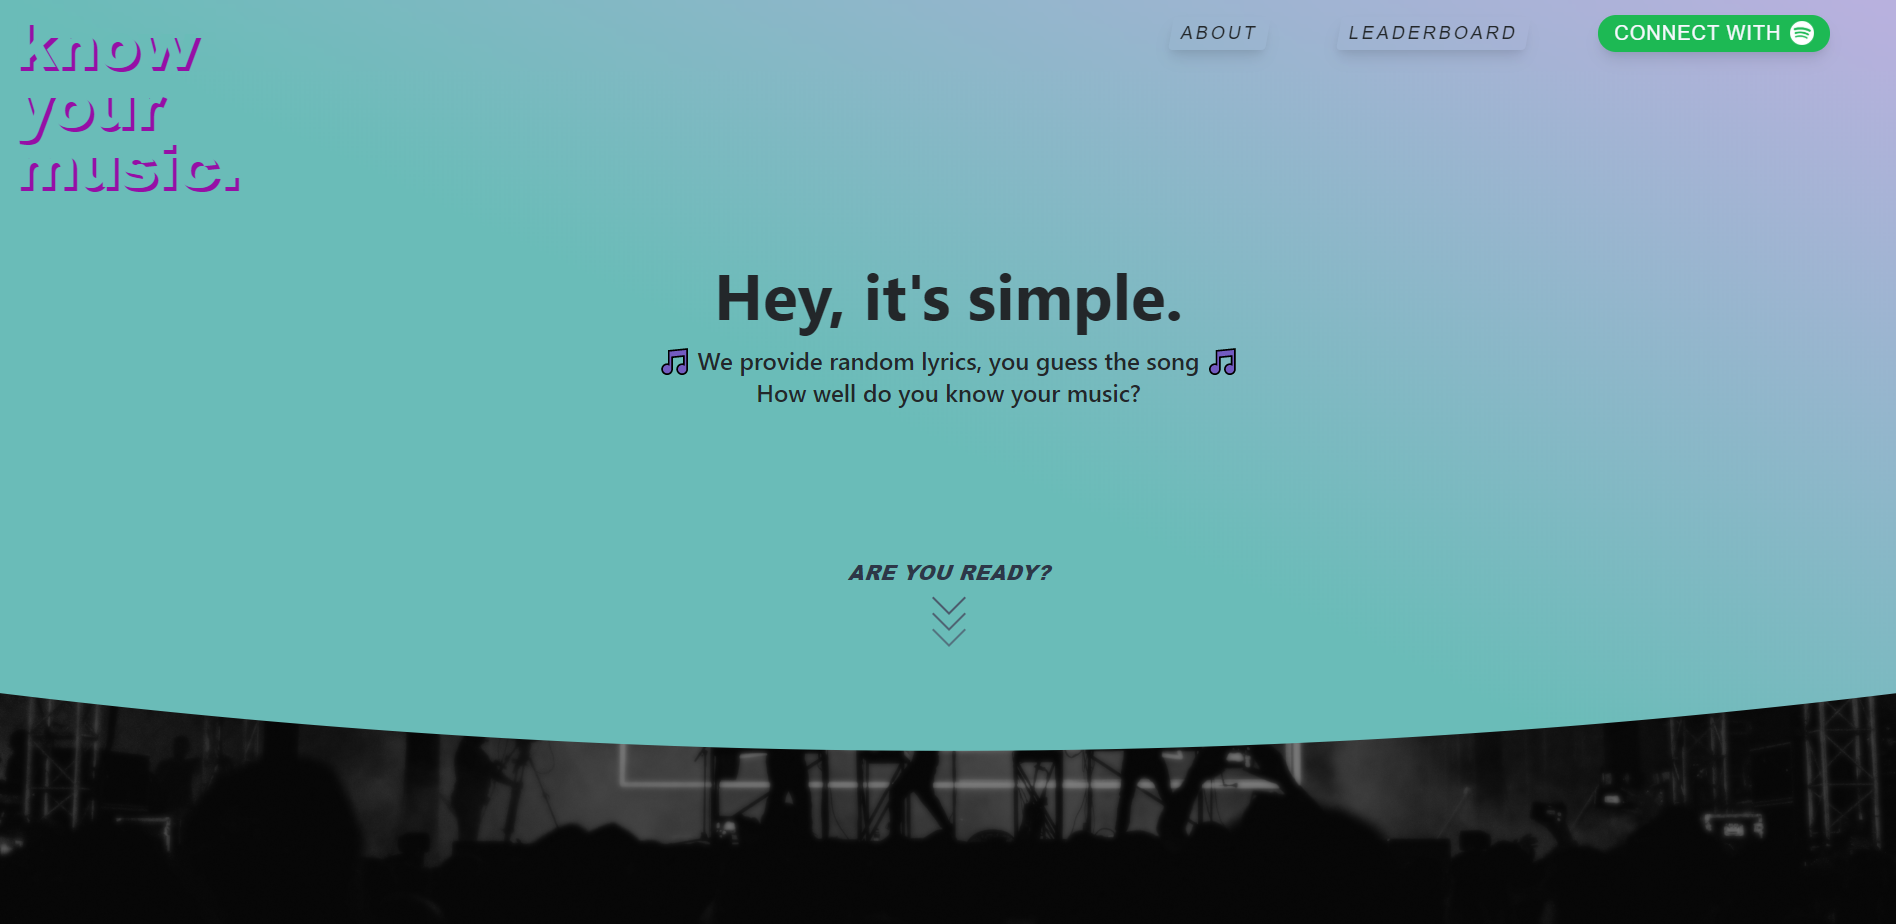 know
your
music.
ABOUT
LEADERBOARD
CONNECT WITH
Hey, it's simple.
We provide random lyrics, you guess the song
How well do you know your music?
ARE YOU READY?